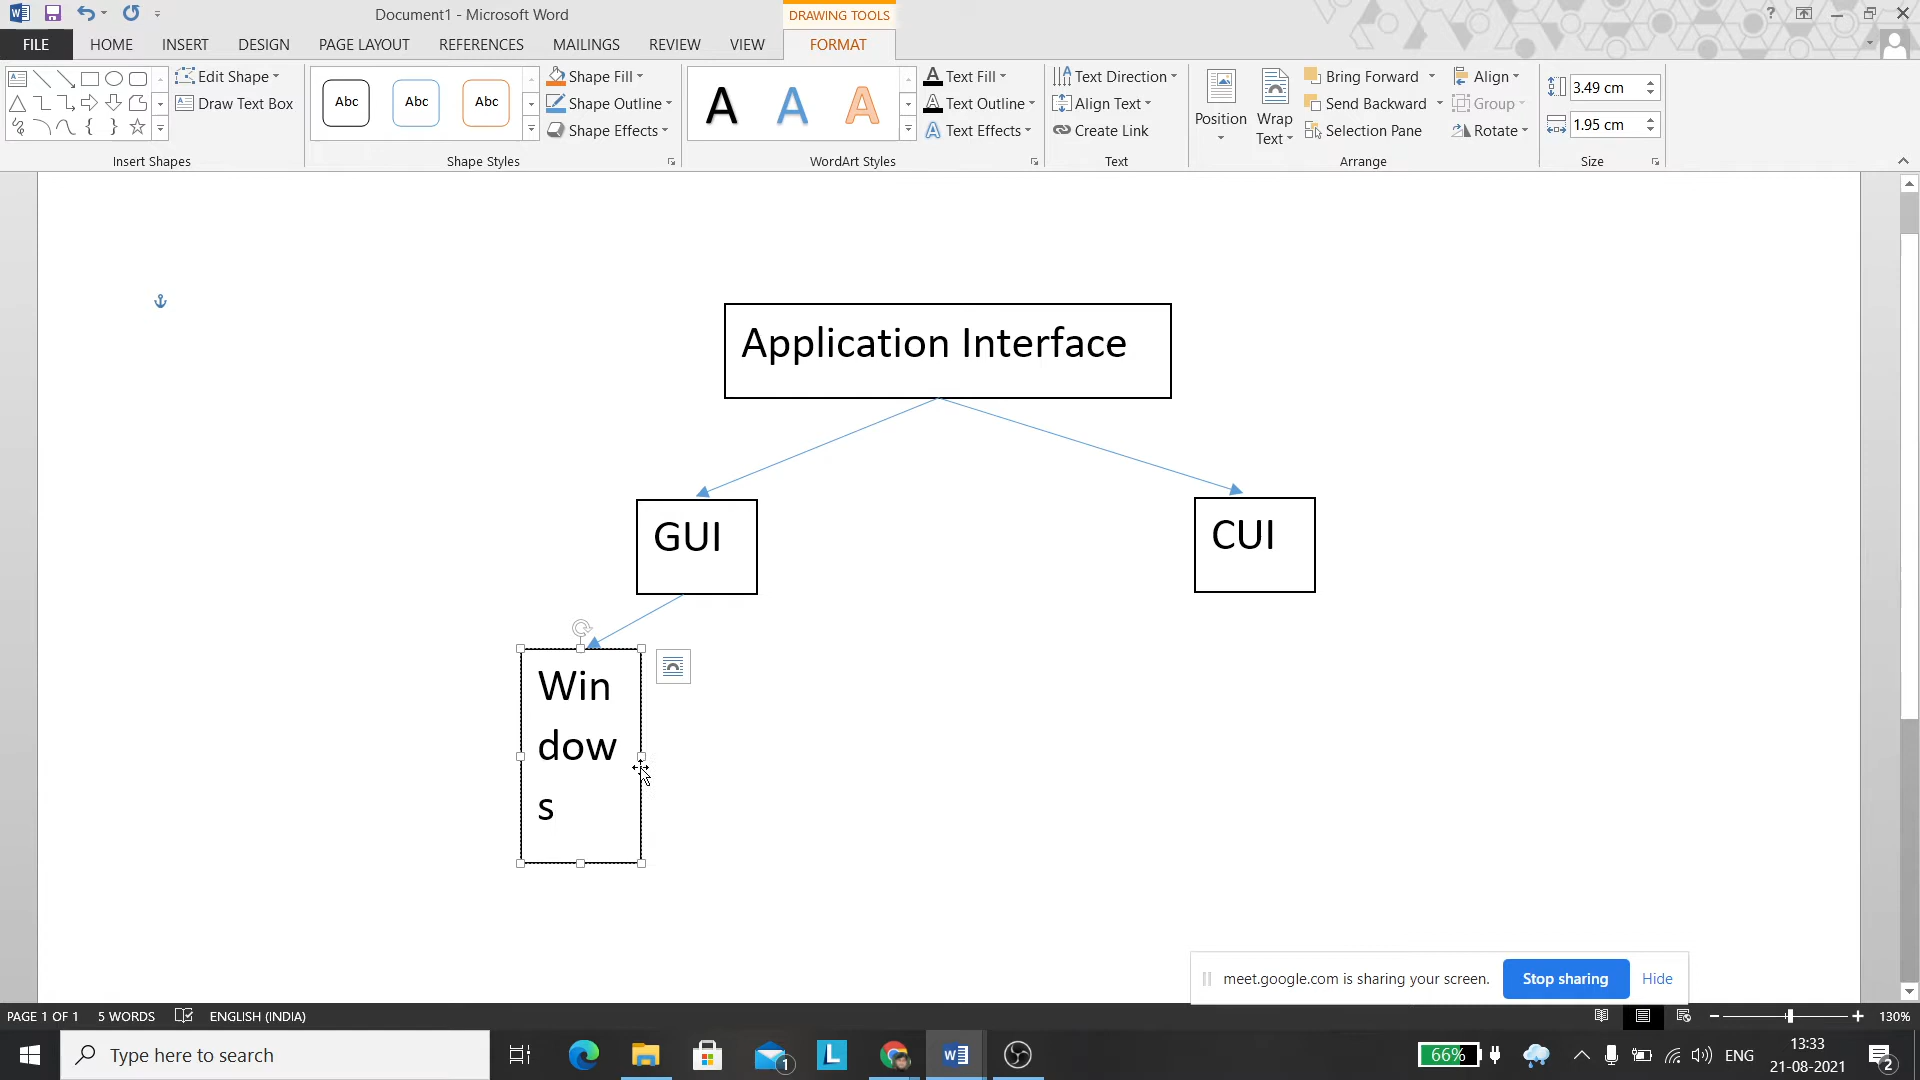 Document1 - Microsoft Word
DRAWING TOOLS
?
FILE HOME INSERT DESIGN PAGE LAYOUT REFERENCES MAILINGS REVIEW VIEW FORMAT
Edit Shape
Draw Text Box
Insert Shapes
Abc Abc Abc
Shape Fill
Shape Outline
Shape Effects
Shape Styles
A A A
Text Fill
Text Outline
Text Effects
WordArt Styles
Text Direction
Align Text
Create Link
Text
Position
Wrap
Text
Bring Forward
Send Backward
Selection Pane
Align
Group
Rotate
Arrange
3.49 cm
1.95 cm
Size
Application Interface
GUI
CUI
Win
dow
s
meet.google.com is sharing your screen. Stop sharing Hide
PAGE 1 OF 1 5 WORDS ENGLISH (INDIA)
130%
Type here to search
1
L
66%
ENG
13:33
21-08-2021
2